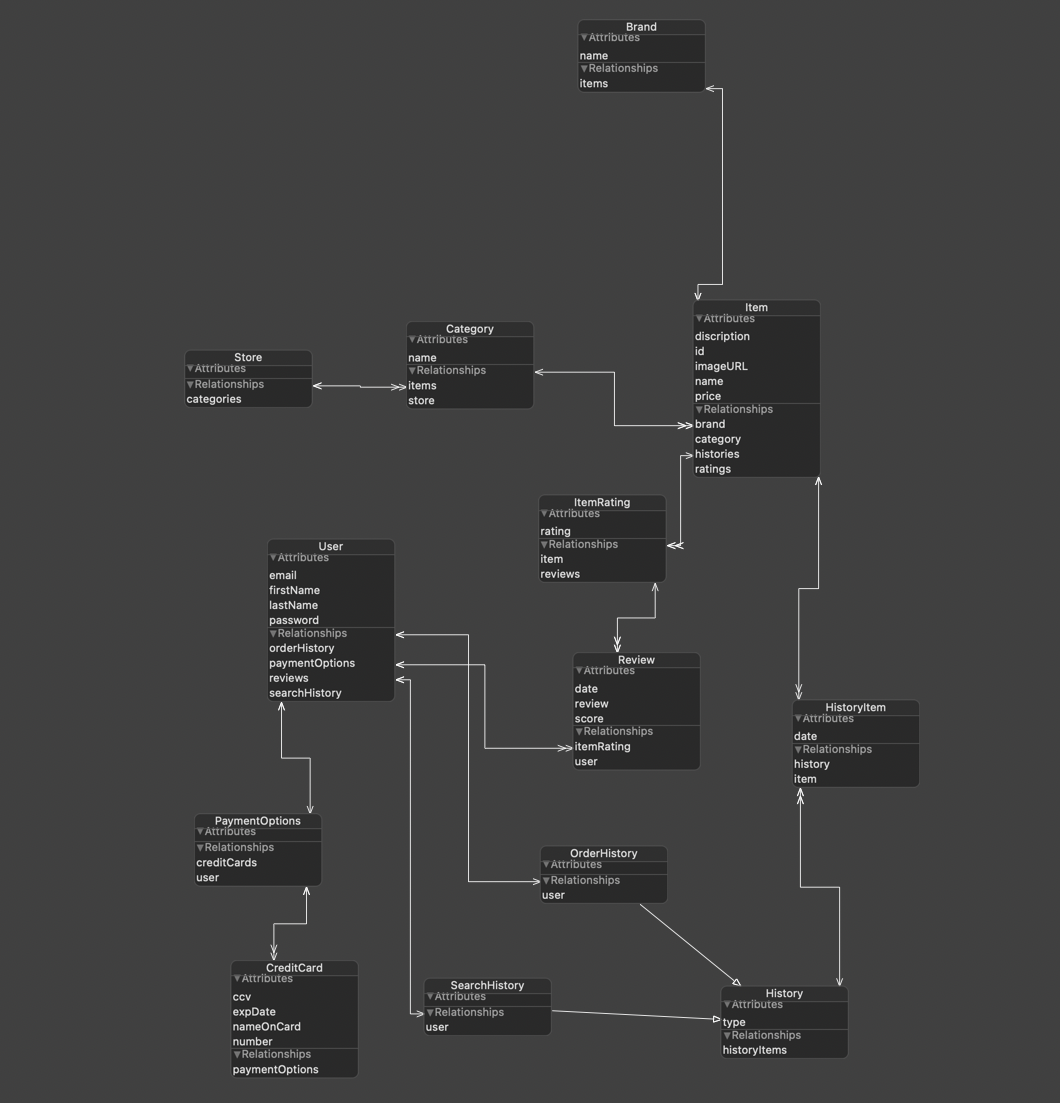 Brand
▼Attributes
name
▼Relationships
items
Item
▼Attributes
discription
id
imageURL
name
price
▼Relationships
brand
category
histories
ratings
Category
▼Attributes
name
▼Relationships
items
store
Store
▼Attributes
▼Relationships
categories
ItemRating
▼Attributes
rating
▼Relationships
item
reviews
User
▼Attributes
email
firstName
lastName
password
▼Relationships
orderHistory
paymentOptions
reviews
searchHistory
Review
▼Attributes
date
review
score
▼Relationships
itemRating
user
HistoryItem
▼Attributes
date
▼Relationships
history
item
PaymentOptions
▼Attributes
▼Relationships
creditCards
user
OrderHistory
▼Attributes
▼Relationships
user
CreditCard
▼Attributes
ccv
expDate
nameOnCard
number
▼Relationships
paymentOptions
SearchHistory
▼Attributes
▼Relationships
user
History
▼Attributes
type
▼Relationships
historyItems